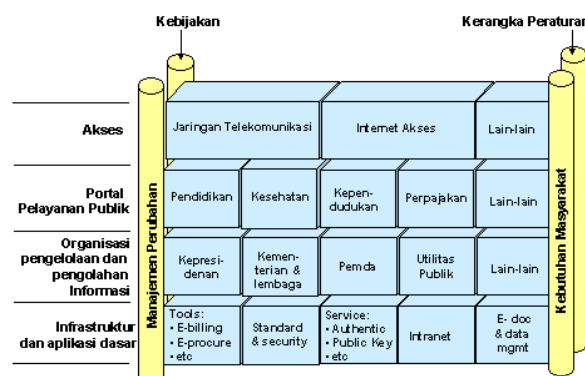 Kebijakan
Kerangka Peraturan
Akses
Jaringan Telekomunikasi
Internet Akses
Lain-lain
Portal
Pelayanan Publik
Pendidikan
Kesehatan
Kepen-
dudukan
Perpajakan
Lain-lain
Organisasi
pengelolaan dan
pengolahan
Informasi
Kepresi-
denan
Kemen-
terian &
lembaga
Pemda
Utilitas
Publik
Lain-lain
Infrastruktur
dan aplikasi dasar
Tools:
• E-billing
• E-procure
• etc
Standard
& security
Service:
• Authentic
• Public Key
• etc
Intranet
E- doc
& data
mgmt
Manajemen Perubahan
Kebutuhan Masyarakat